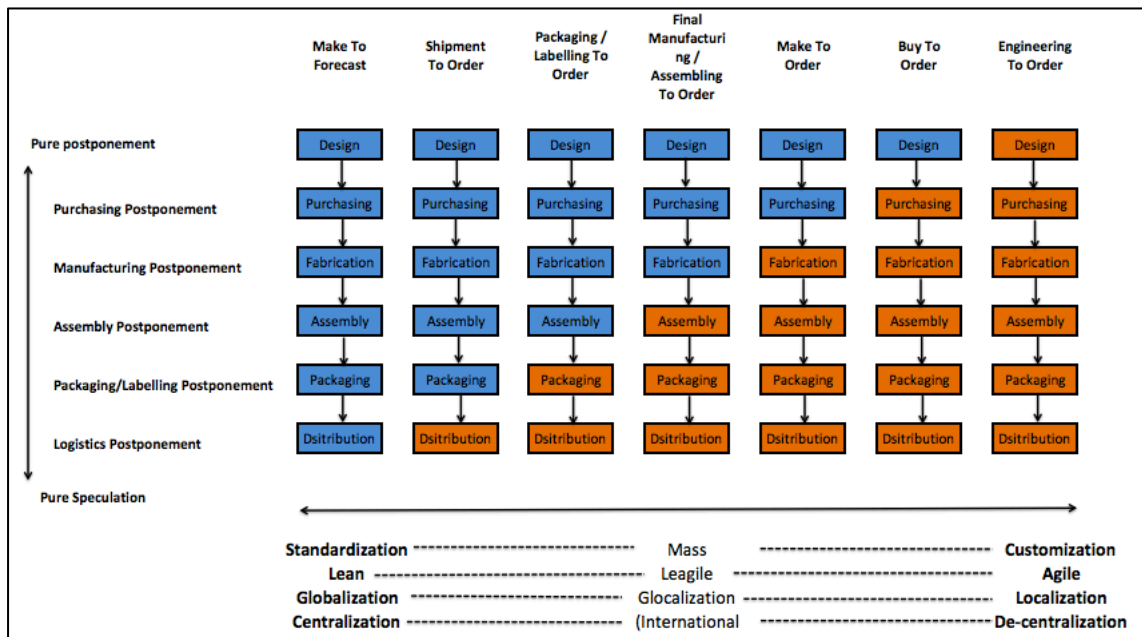 Make To
Forecast
Shipment
To Order
Packaging /
Labelling To
Order
Final
Manufacturi
ng /
Assembling
To Order
Make To
Order
Buy To
Order
Engineering
To Order
Pure postponement
Design Design Design Design Design Design Design
Purchasing Postponement
Purchasing Purchasing Purchasing Purchasing Purchasing Purchasing Purchasing
Manufacturing Postponement
Fabrication Fabrication Fabrication Fabrication Fabrication Fabrication Fabrication
Assembly Postponement
Assembly Assembly Assembly Assembly Assembly Assembly Assembly
Packaging/Labelling Postponement
Packaging Packaging Packaging Packaging Packaging Packaging Packaging
Logistics Postponement
Dsitribution Dsitribution Dsitribution Dsitribution Dsitribution Dsitribution Dsitribution
Pure Speculation
Standardization Mass Customization
Lean Leagile Agile
Globalization Glocalization Localization
Centralization (International De-centralization